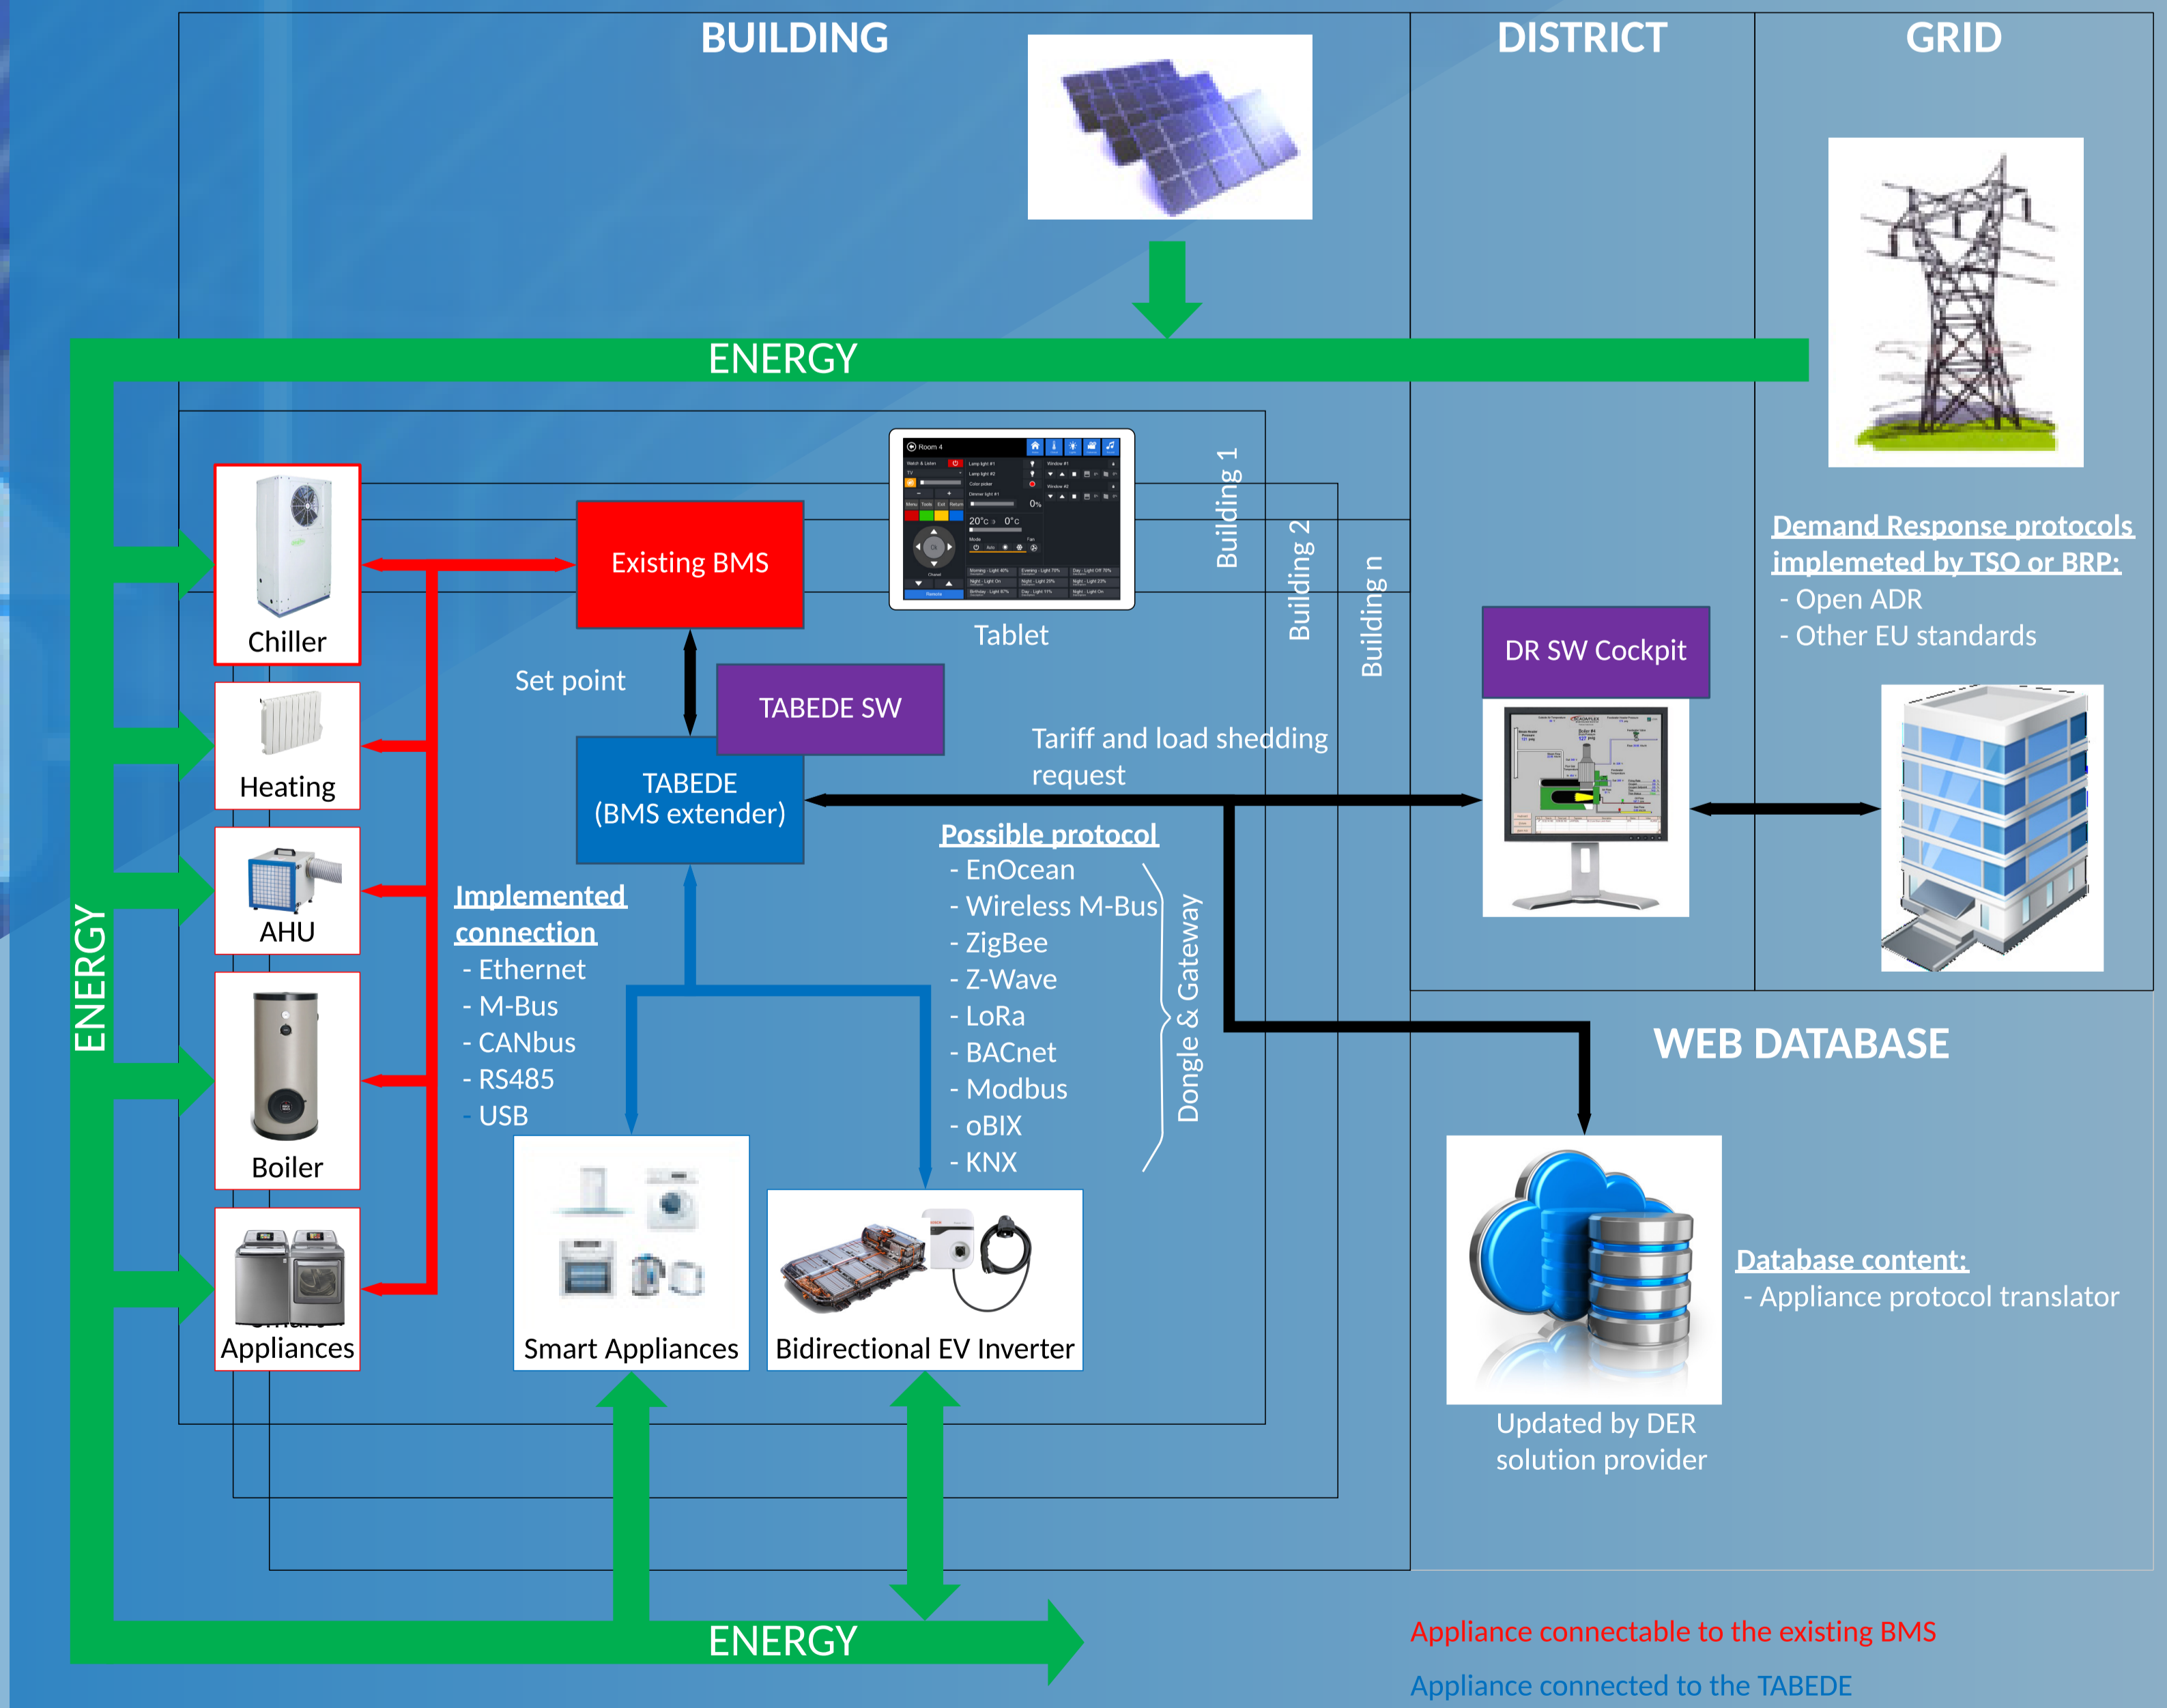 BUILDING
DISTRICT
GRID
ENERGY
Building 1
Building 2
Building n
Room 4
Chiller
Existing BMS
Tablet
Set point
TABEDE SW
TABEDE
(BMS extender)
Tariff and load shedding
request
DR SW Cockpit
Demand Response protocols
implemeted by TSO or BRP:
- Open ADR
- Other EU standards
Heating
AHU
Boiler
Appliances
ENERGY
Implemented
connection
- Ethernet
- M-Bus
- CANbus
- RS485
- USB
Possible protocol
- EnOcean
- Wireless M-Bus
- ZigBee
- Z-Wave
- LoRa
- BACnet
- Modbus
- oBIX
- KNX
Dongle & Gateway
Smart Appliances
Bidirectional EV Inverter
WEB DATABASE
Database content:
- Appliance protocol translator
Updated by DER
solution provider
ENERGY
Appliance connectable to the existing BMS
Appliance connected to the TABEDE